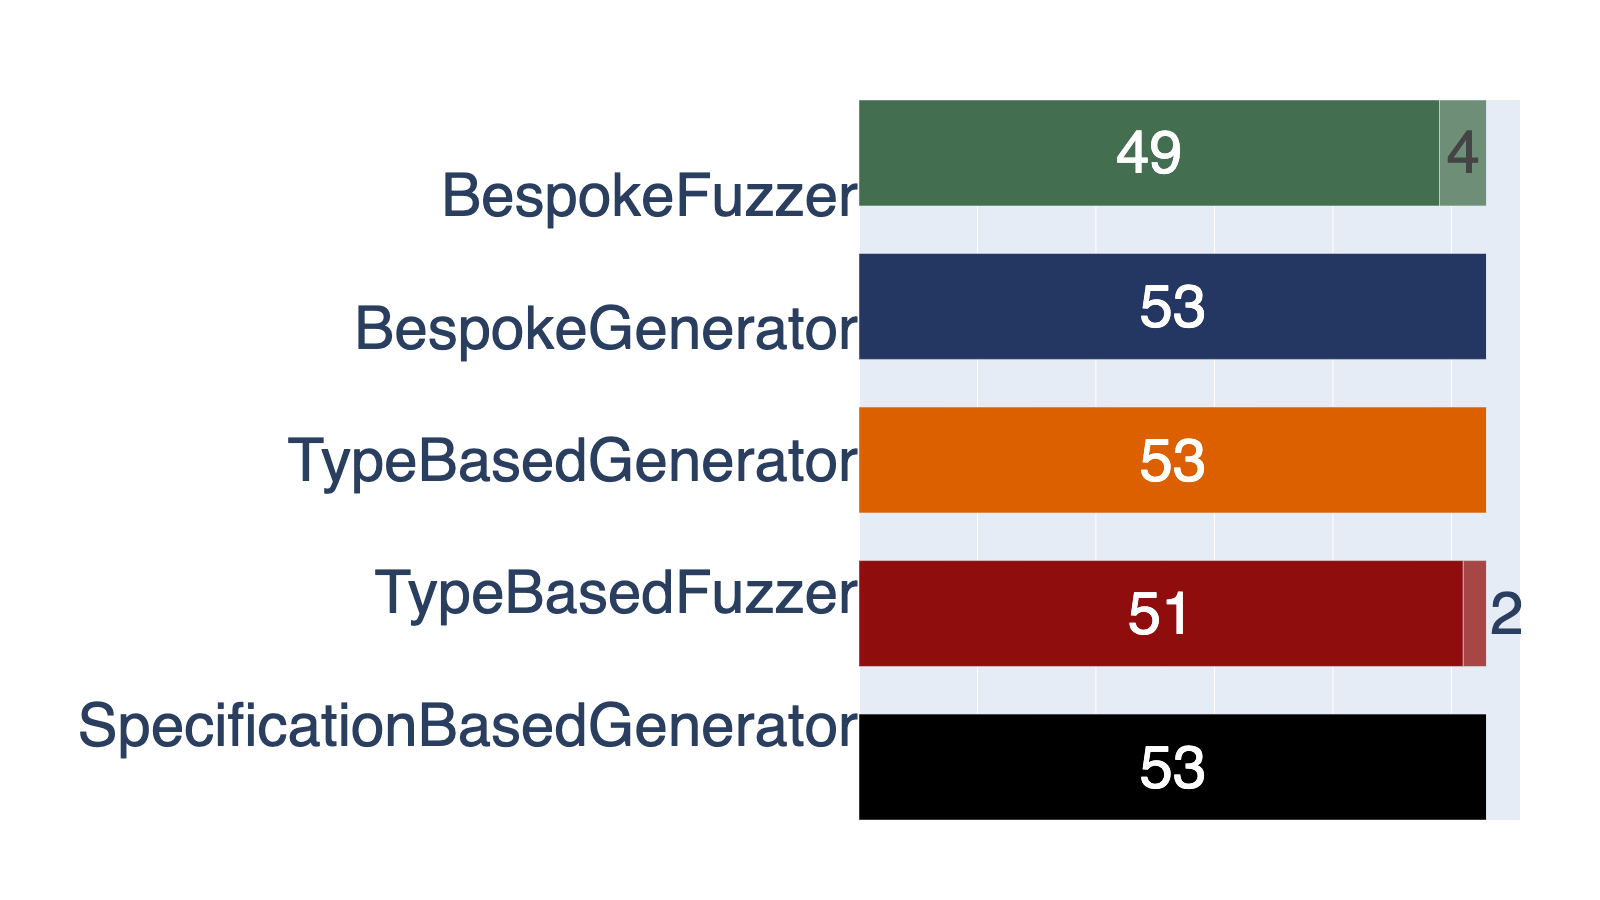 49 4
BespokeFuzzer
53
BespokeGenerator
TypeBasedGenerator 53
TypeBasedFuzzer 51 2
SpecificationBasedGenerator
53